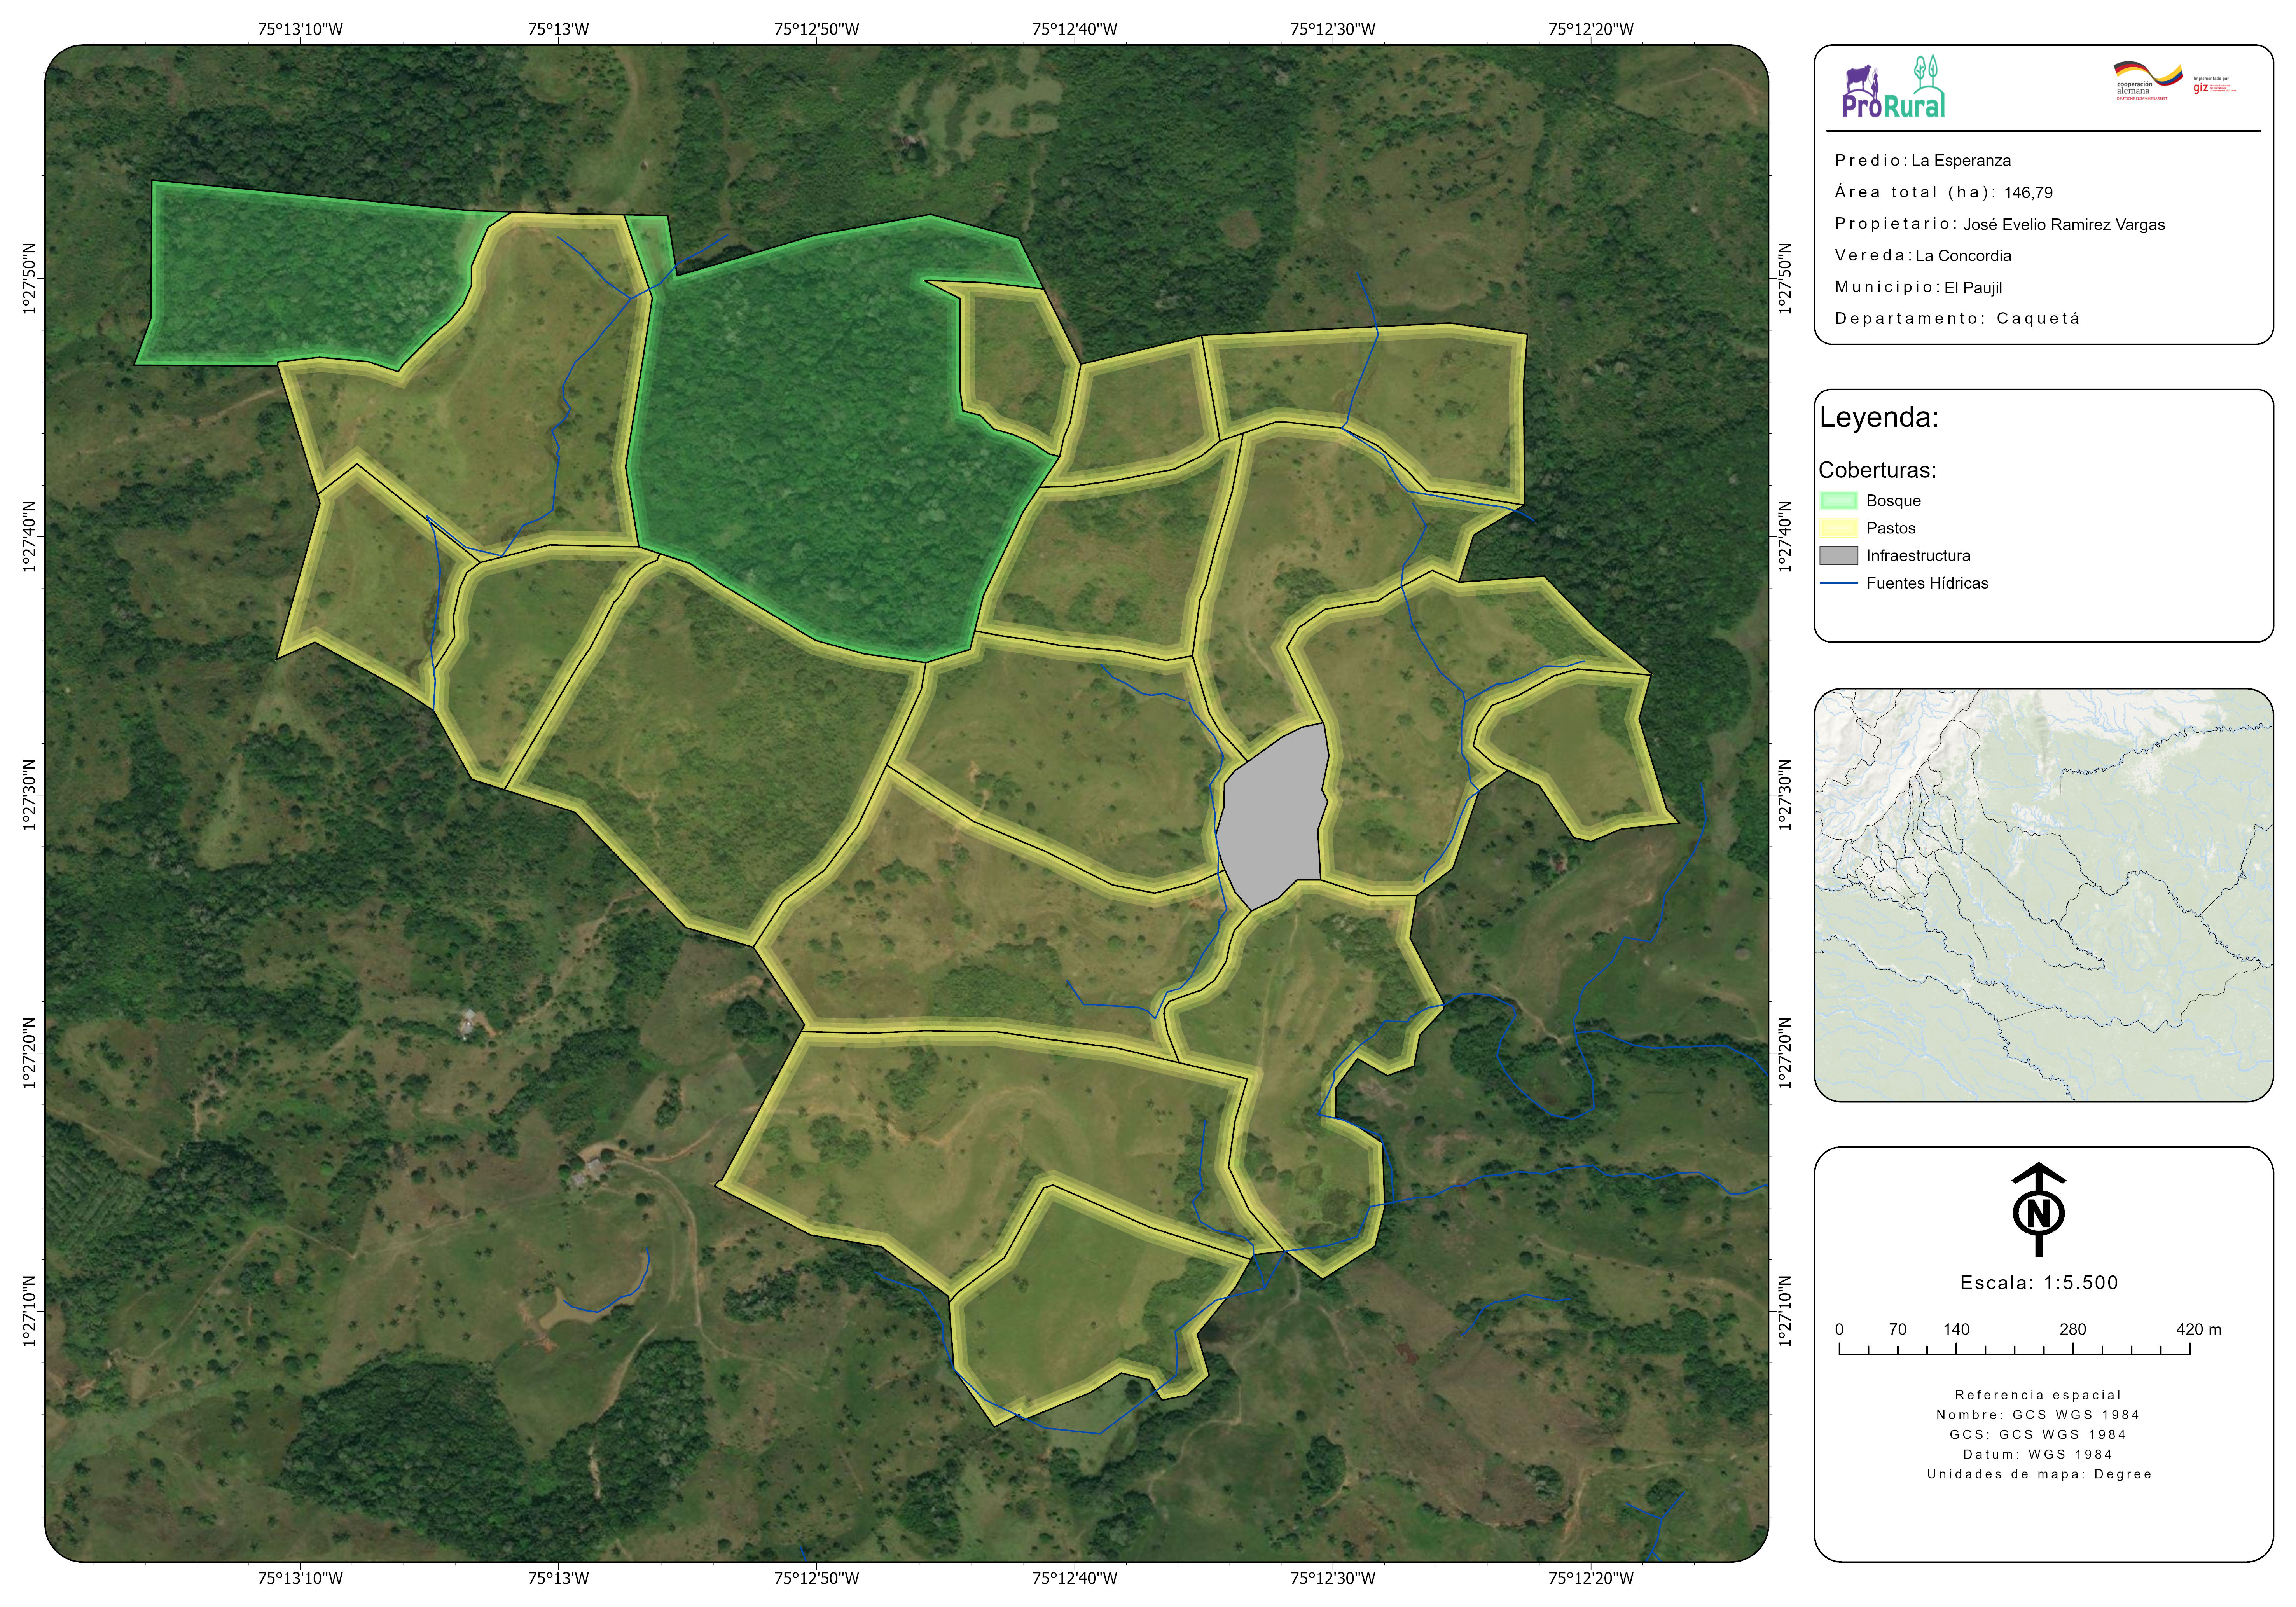 75°13'10"W 75°13'W 75°12'50"W 75°12'40"W 75°12'30"W 75°12'20"W
1°27'50"N
1°27'40"N
1°27'30"N
1°27'20"N
1°27'10"N
1°27'50"N
1°27'40"N
1°27'30"N
1°27'20"N
1°27'10"N
75°13'10"W 75°13'W 75°12'50"W 75°12'40"W 75°12'30"W 75°12'20"W
ProRural
cooperación
alemana
DEUTSCHE ZUSAMMENARBEIT
Implementada por
giz
Predio: La Esperanza
Área total (ha): 146,79
Propietario: José Evelio Ramirez Vargas
Vereda: La Concordia
Municipio: El Paujil
Departamento: Caquetá
Leyenda:
Coberturas:
Bosque
Pastos
Infraestructura
Fuentes Hídricas
N
Escala: 1:5.500
0 70 140 280 420 m
Referencia espacial
Nombre: GCS WGS 1984
GCS: GCS WGS 1984
Datum: WGS 1984
Unidades de mapa: Degree